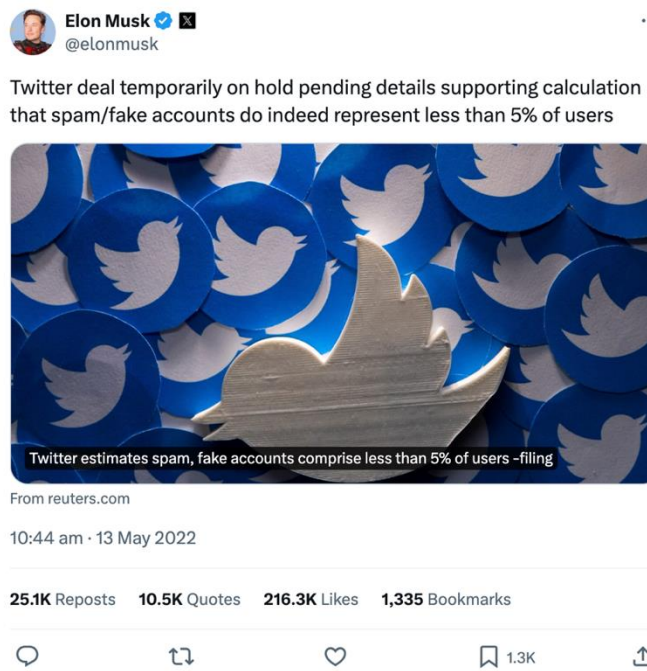 Elon Musk
@elonmusk
Twitter deal temporarily on hold pending details supporting calculation
that spam/fake accounts do indeed represent less than 5% of users
Twitter estimates spam, fake accounts comprise less than 5% of users -filing
From reuters.com
10:44 am · 13 May 2022
25.1K Reposts 10.5K Quotes 216.3K Likes 1,335 Bookmarks
1.3K